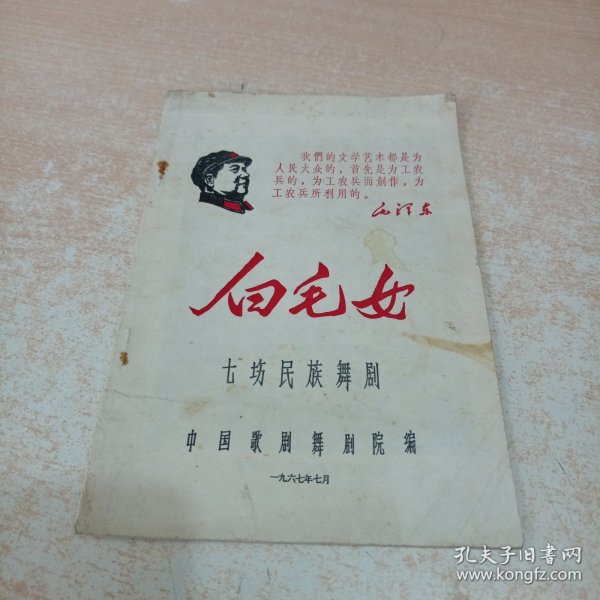 我們的文学艺术都是为
人民大众的，首先是为工农
兵的，为工农兵而創作，为
工农兵所利用的。
毛泽东
白毛女
七坊民族舞剧
中国歌剧舞剧院编
一九六七年七月
孔夫子旧书网
www.kongfz.com